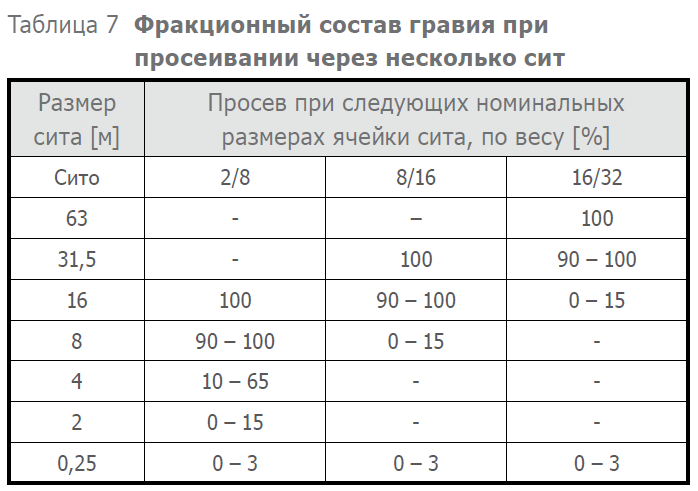 Таблица 7 Фракционный состав гравия при
просеивании через несколько сит
Размер сита [м] Просев при следующих номинальных размерах ячейки сита, по весу [%]
Сито 2/8 8/16 16/32
63 - – 100
31,5 - 100 90 – 100
16 100 90 – 100 0 – 15
8 90 – 100 0 – 15 -
4 10 – 65 - -
2 0 – 15 - -
0,25 0 – 3 0 – 3 0 – 3